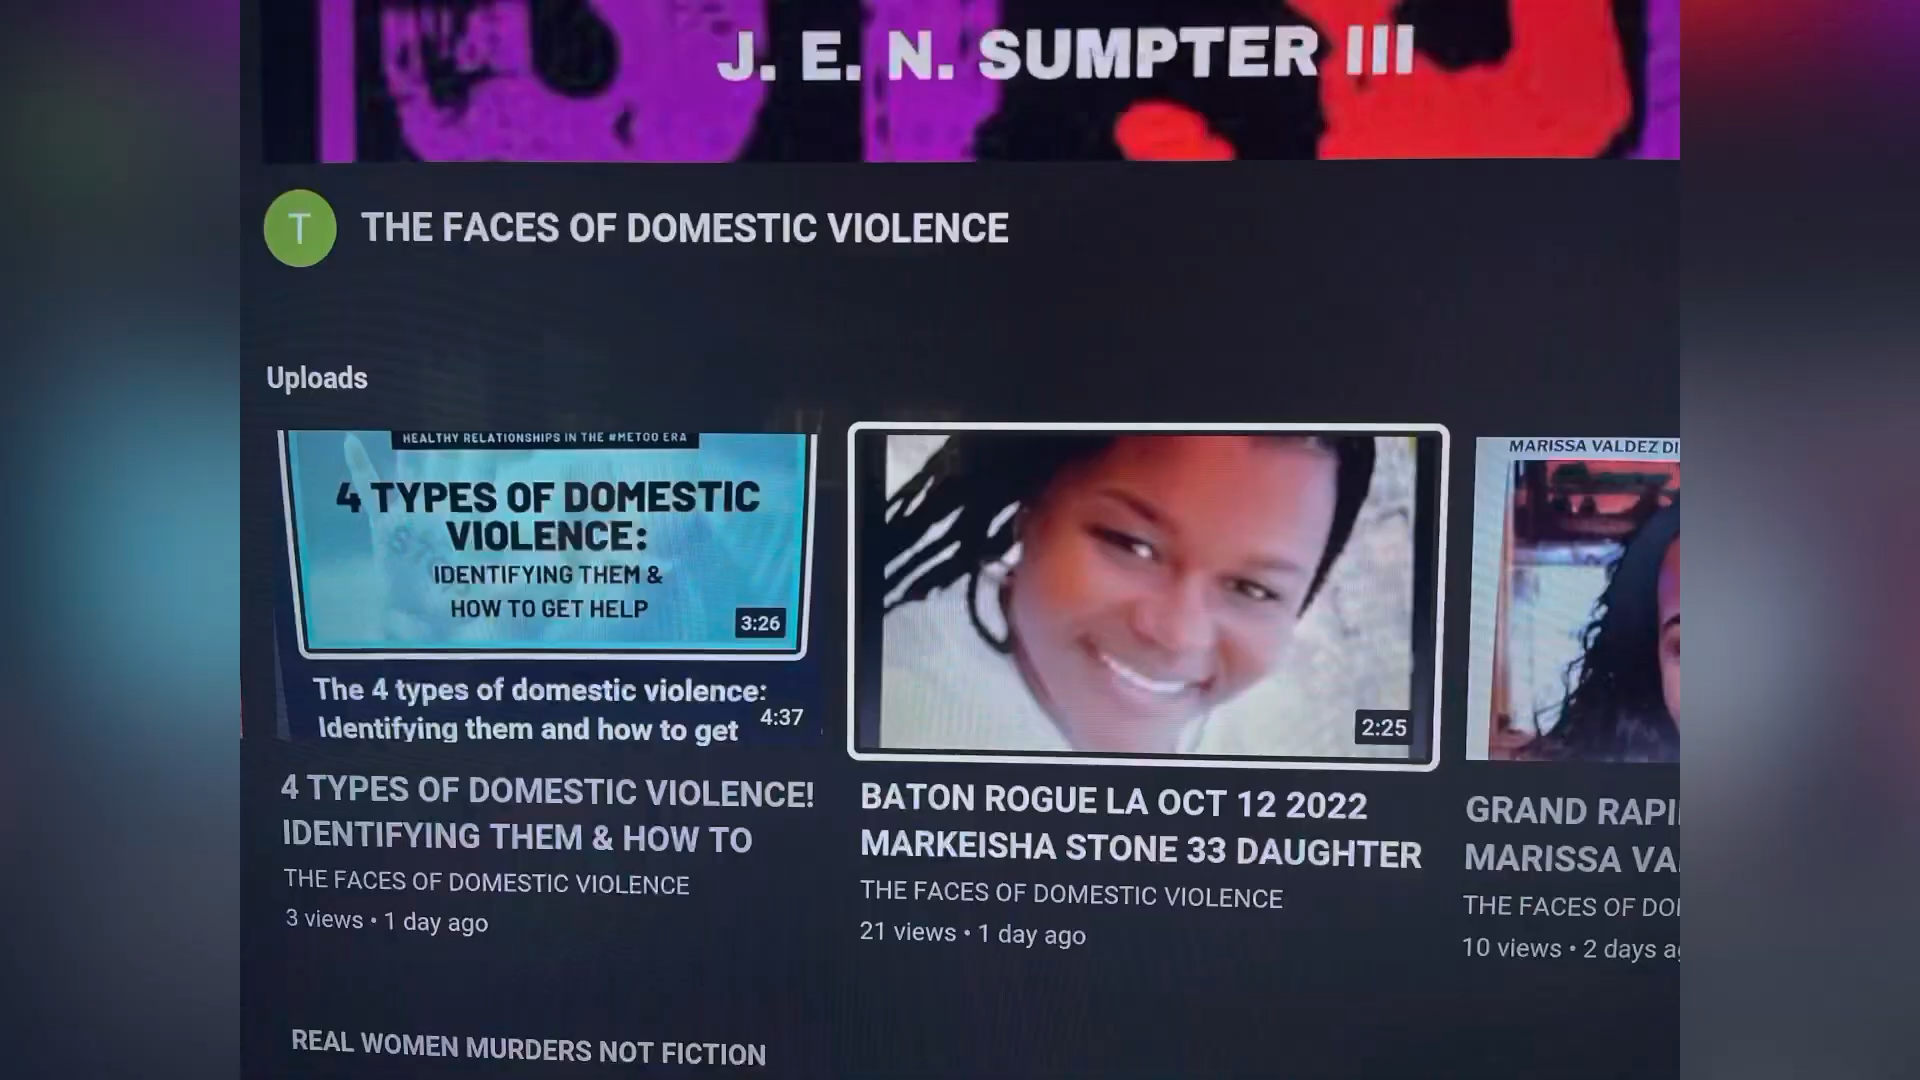 J. E. N. SUMPTER III
T THE FACES OF DOMESTIC VIOLENCE
Uploads
HEALTHY RELATIONSHIPS IN THE #METOO ERA
4 TYPES OF DOMESTIC
VIOLENCE:
IDENTIFYING THEM &
HOW TO GET HELP
3:26
The 4 types of domestic violence:
Identifying them and how to get
4:37
4 TYPES OF DOMESTIC VIOLENCE!
IDENTIFYING THEM & HOW TO
THE FACES OF DOMESTIC VIOLENCE
3 views • 1 day ago
2:25
BATON ROGUE LA OCT 12 2022
MARKEISHA STONE 33 DAUGHTER
THE FACES OF DOMESTIC VIOLENCE
21 views • 1 day ago
MARISSA VALDEZ
GRAND
MARISSA
THE FACES OF
10 views • 2 days
REAL WOMEN MURDERS NOT FICTION